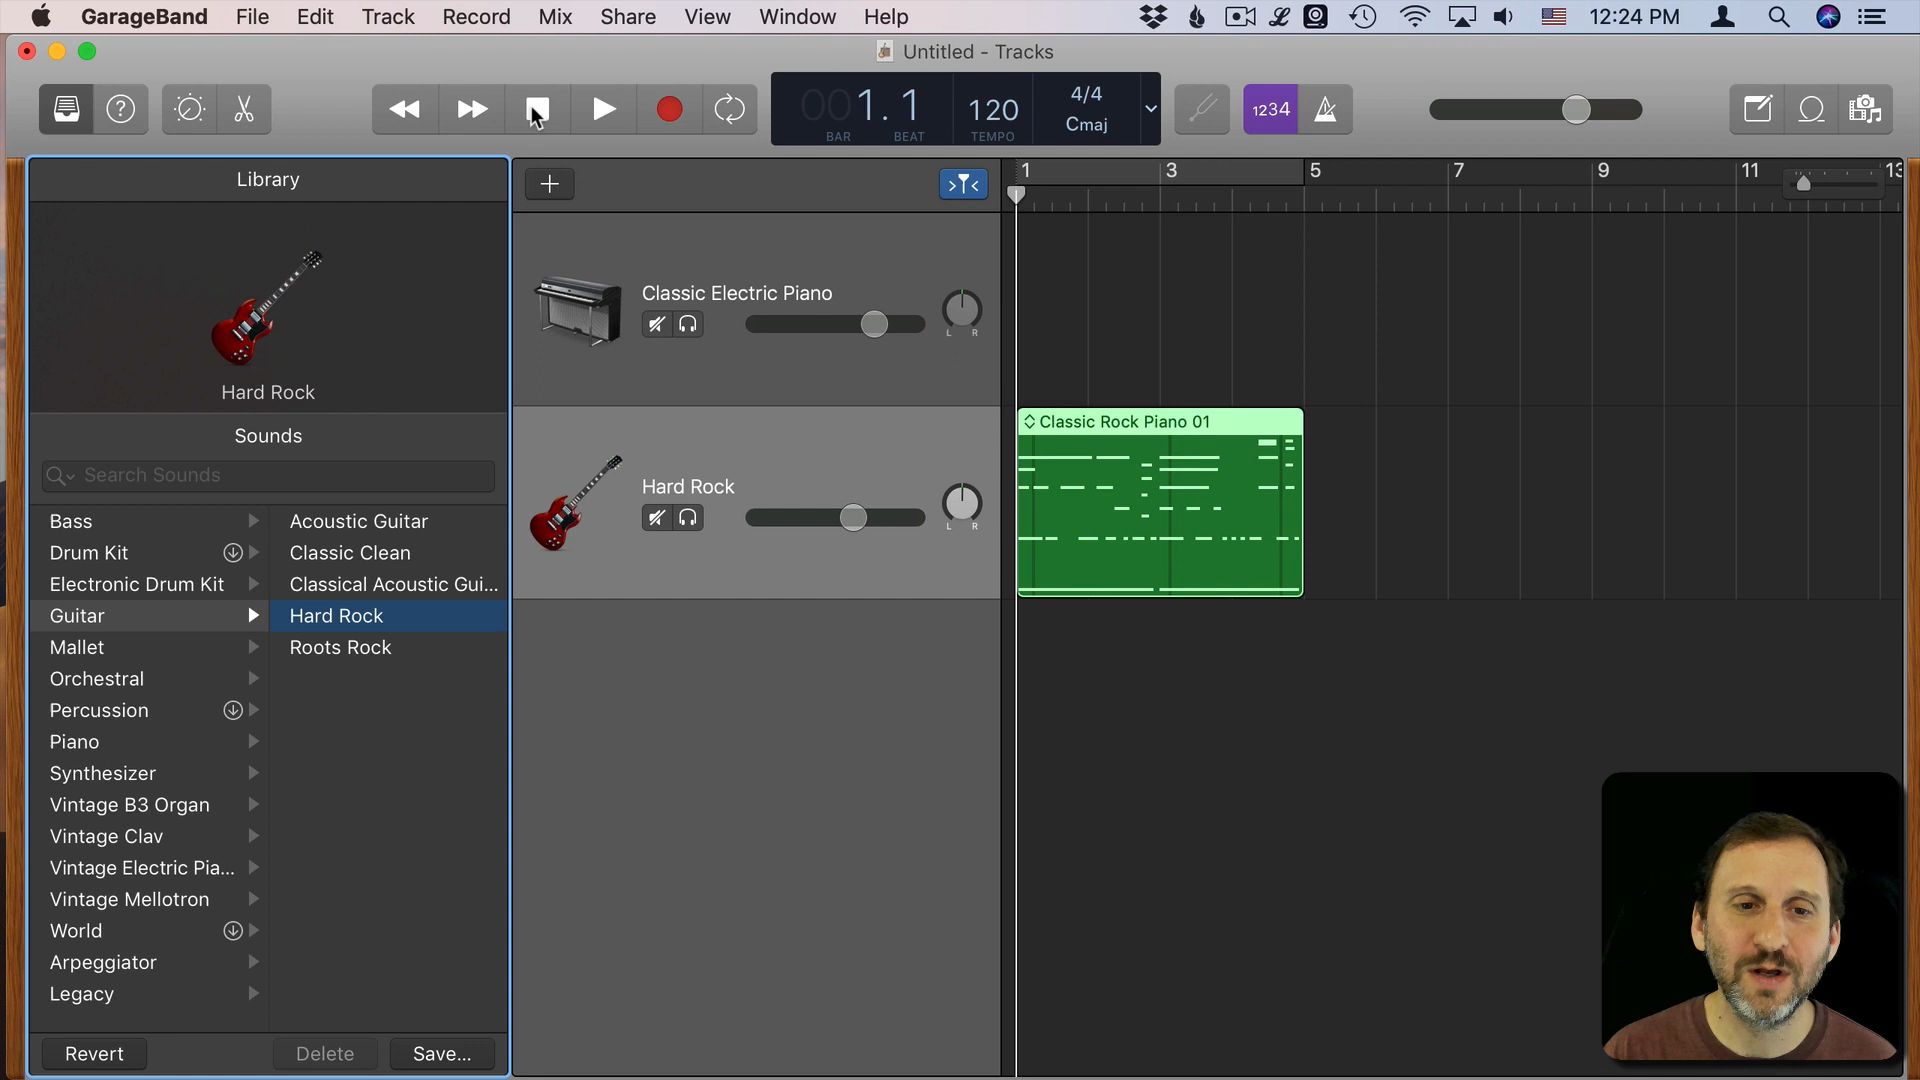 GarageBand File Edit Track Record Mix Share View Window Help 12:24 PM
Untitled - Tracks
001. 1
BAR BEAT
120
TEMPO
4/4
Cmaj
1234
Library
Hard Rock
Sounds
Search Sounds
Bass
Drum Kit
Electronic Drum Kit
Guitar
Mallet
Orchestral
Percussion
Piano
Synthesizer
Vintage B3 Organ
Vintage Clav
Vintage Electric Pia...
Vintage Mellotron
World
Arpeggiator
Legacy
Acoustic Guitar
Classic Clean
Classical Acoustic Gui...
Hard Rock
Roots Rock
Revert Delete Save...
1 3 5 7 9 11 13
Classic Electric Piano
L R
Hard Rock
L R
Classic Rock Piano 01